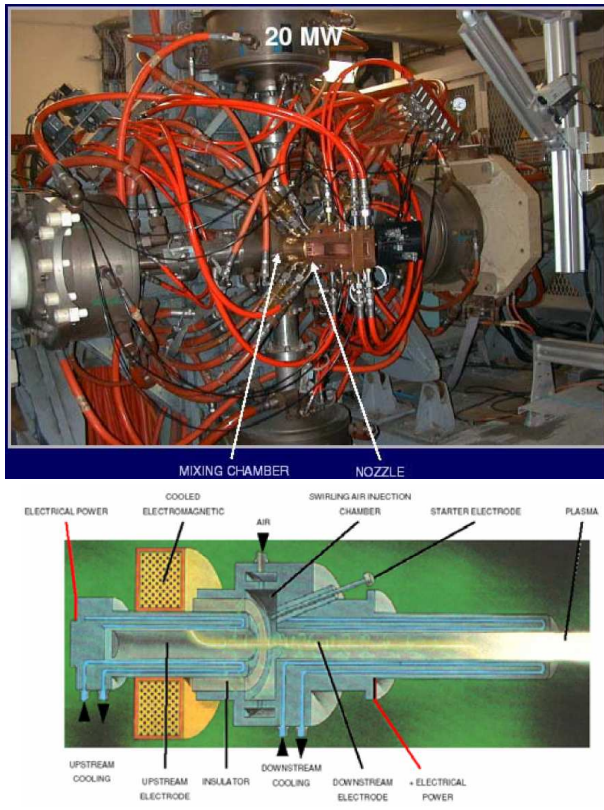 20 MW
MIXING CHAMBER
NOZZLE
COOLED
ELECTROMAGNETIC
SWIRLING AIR INJECTION
CHAMBER
ELECTRICAL POWER
STARTER ELECTRODE
PLASMA
AIR
UPSTREAM
COOLING
UPSTREAM
ELECTRODE
INSULATOR
DOWNSTREAM
COOLING
DOWNSTREAM
ELECTRODE
+ ELECTRICAL
POWER